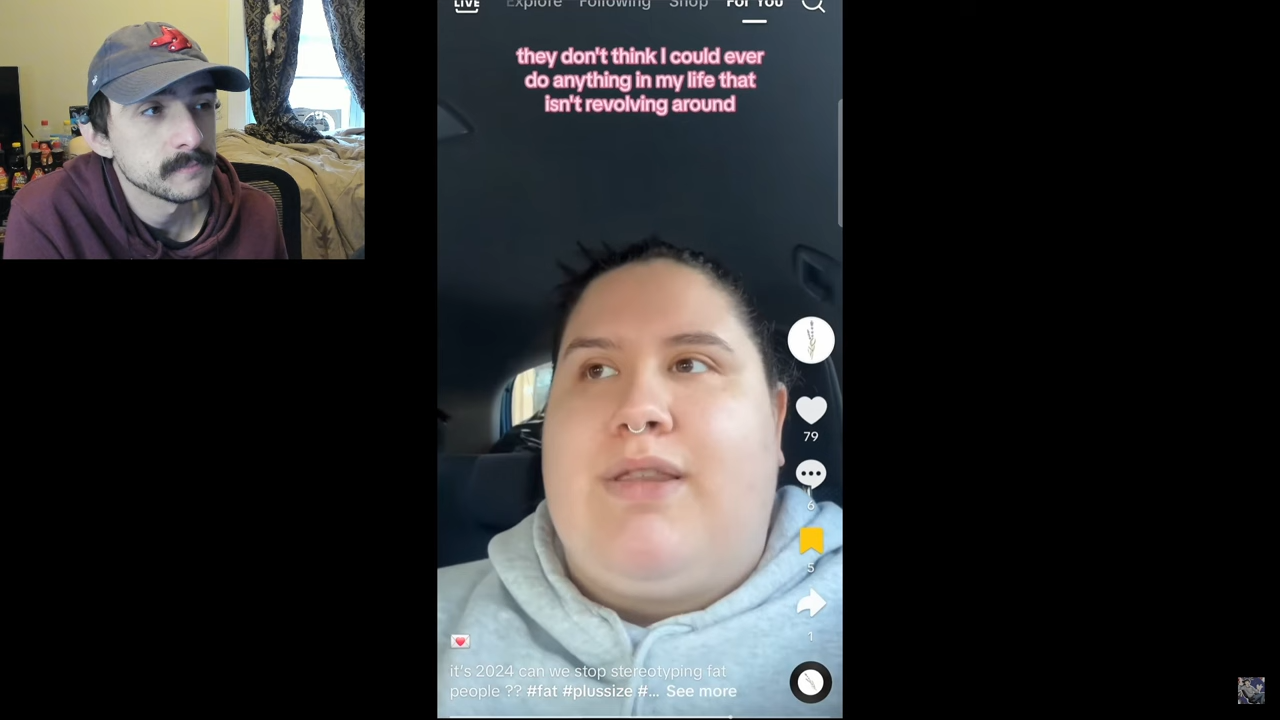 LIVE Explore Following Shop For You
they don't think I could ever
do anything in my life that
isn't revolving around
79
6
5
1
it's 2024 can we stop stereotyping fat
people ?? #fat #plussize #... See more